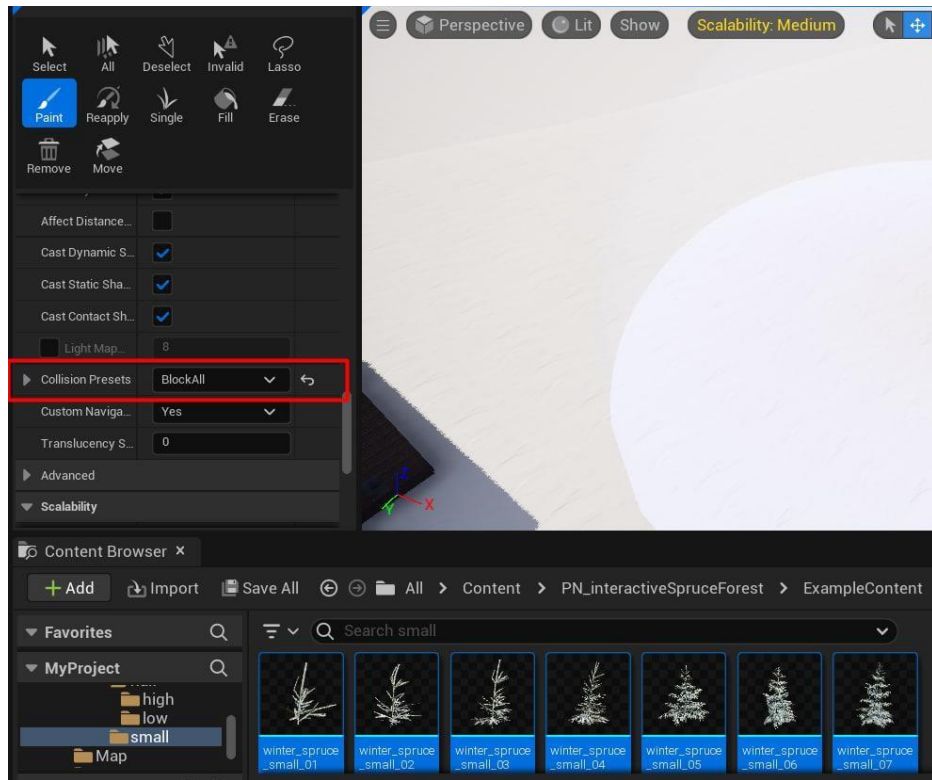 Select All Deselect Invalid Lasso
Paint Reapply Single Fill Erase
Remove Move
Affect Distance...
Cast Dynamic S...
Cast Static Sha...
Cast Contact Sh...
Light Map... 8
Collision Presets BlockAll
Custom Naviga... Yes
Translucency S... 0
Advanced
Scalability
Perspective Lit Show Scalability: Medium
Z
X
Y
Content Browser ×
+ Add Import Save All All > Content > PN_interactiveSpruceForest > ExampleContent
Favorites
MyProject
high
low
small
Map
Search small
winter_spruce
_small_01
winter_spruce
_small_02
winter_spruce
_small_03
winter_spruce
_small_04
winter_spruce
_small_05
winter_spruce
_small_06
winter_spruce
_small_07